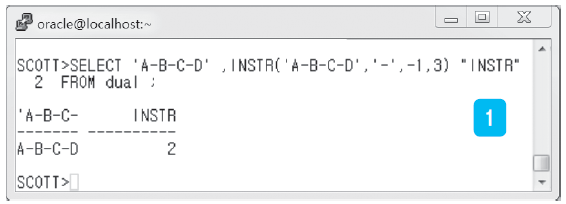 oracle@localhost:~
SCOTT>SELECT 'A-B-C-D' ,INSTR('A-B-C-D','-',-1,3) "INSTR"
2 FROM dual ;
'A-B-C- INSTR
------- ----------
A-B-C-D 2
1
SCOTT>